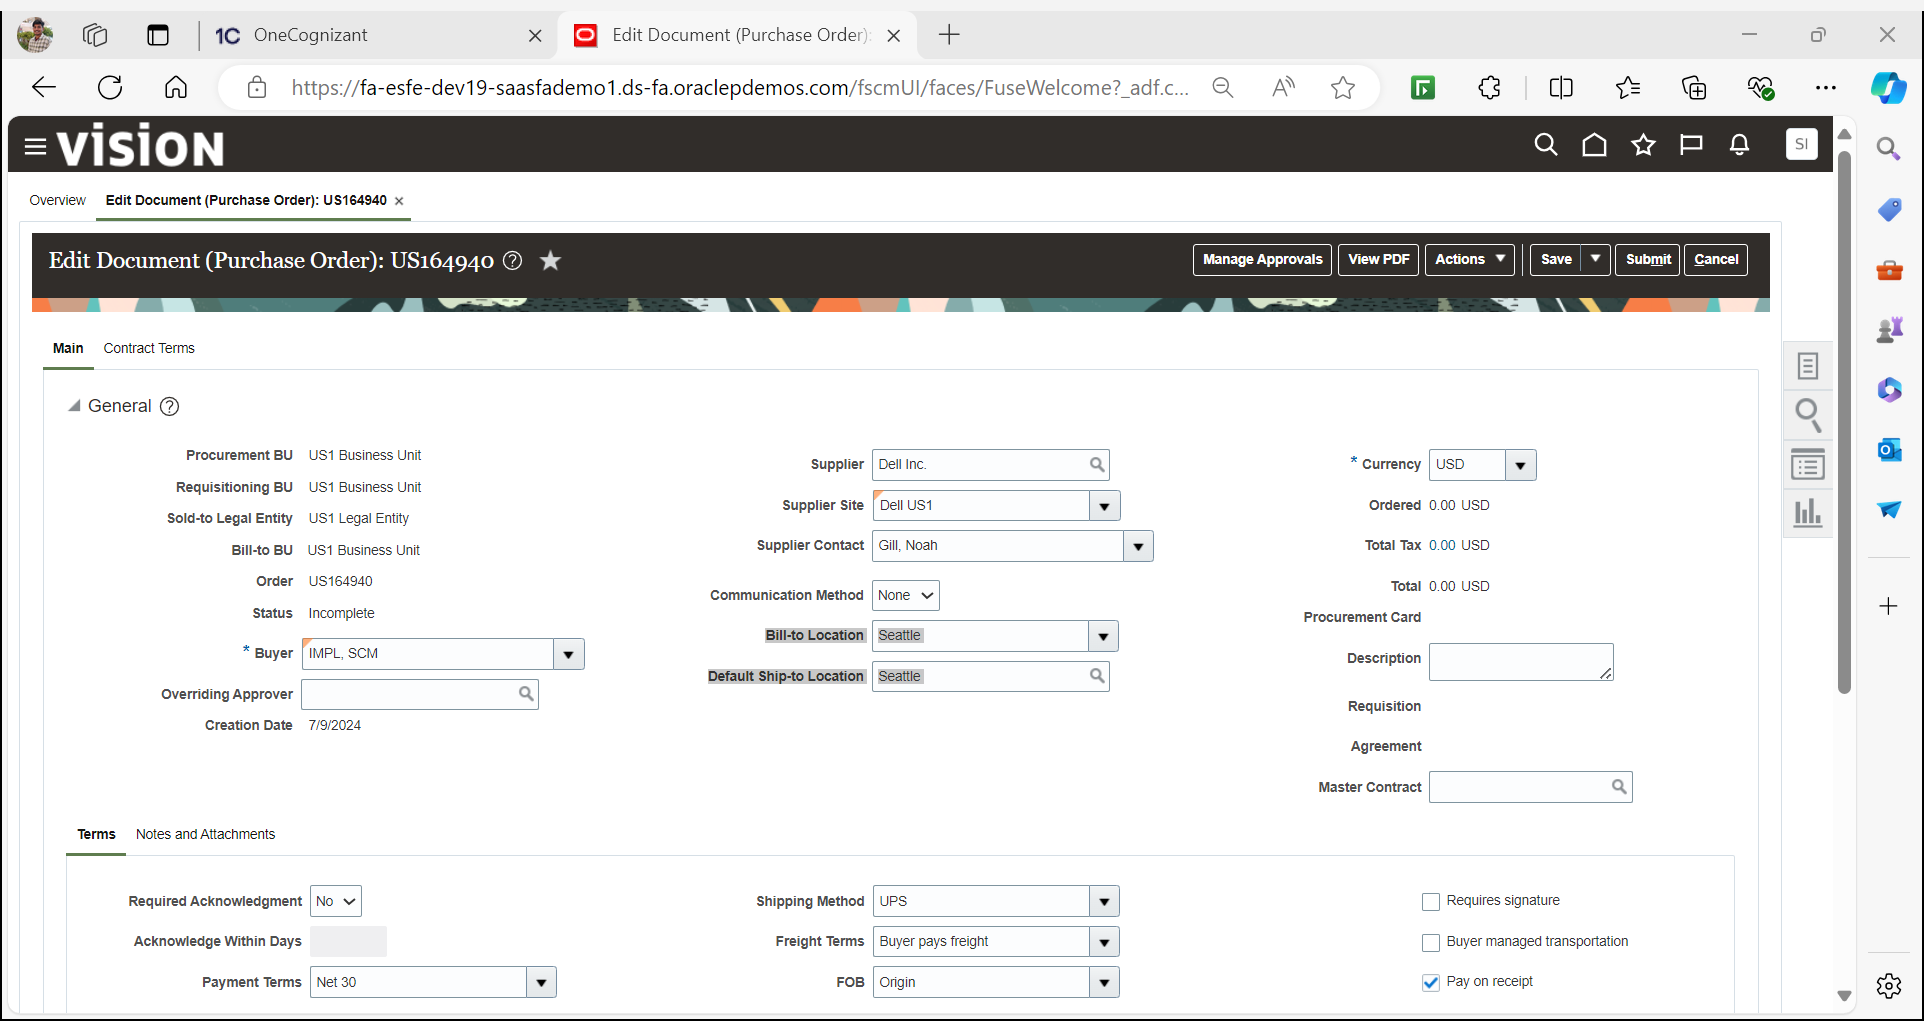 OneCognizant
Edit Document (Purchase Order):
https://fa-esfe-dev19-saasfademo1.ds-fa.oraclepdemos.com/fscmUI/faces/FuseWelcome?_adf.c...
VISION
SI
Overview
Edit Document (Purchase Order): US164940
Edit Document (Purchase Order): US164940
Manage Approvals
View PDF
Actions
Save
Submit
Cancel
Main
Contract Terms
General
Procurement BU US1 Business Unit
Requisitioning BU US1 Business Unit
Sold-to Legal Entity US1 Legal Entity
Bill-to BU US1 Business Unit
Order US164940
Status Incomplete
* Buyer IMPL, SCM
Overriding Approver
Creation Date 7/9/2024
Supplier Dell Inc.
Supplier Site Dell US1
Supplier Contact Gill, Noah
Communication Method None
Bill-to Location Seattle
Default Ship-to Location Seattle
* Currency USD
Ordered 0.00 USD
Total Tax 0.00 USD
Total 0.00 USD
Procurement Card
Description
Requisition
Agreement
Master Contract
Terms
Notes and Attachments
Required Acknowledgment No
Acknowledge Within Days
Payment Terms Net 30
Shipping Method UPS
Freight Terms Buyer pays freight
FOB Origin
Requires signature
Buyer managed transportation
Pay on receipt